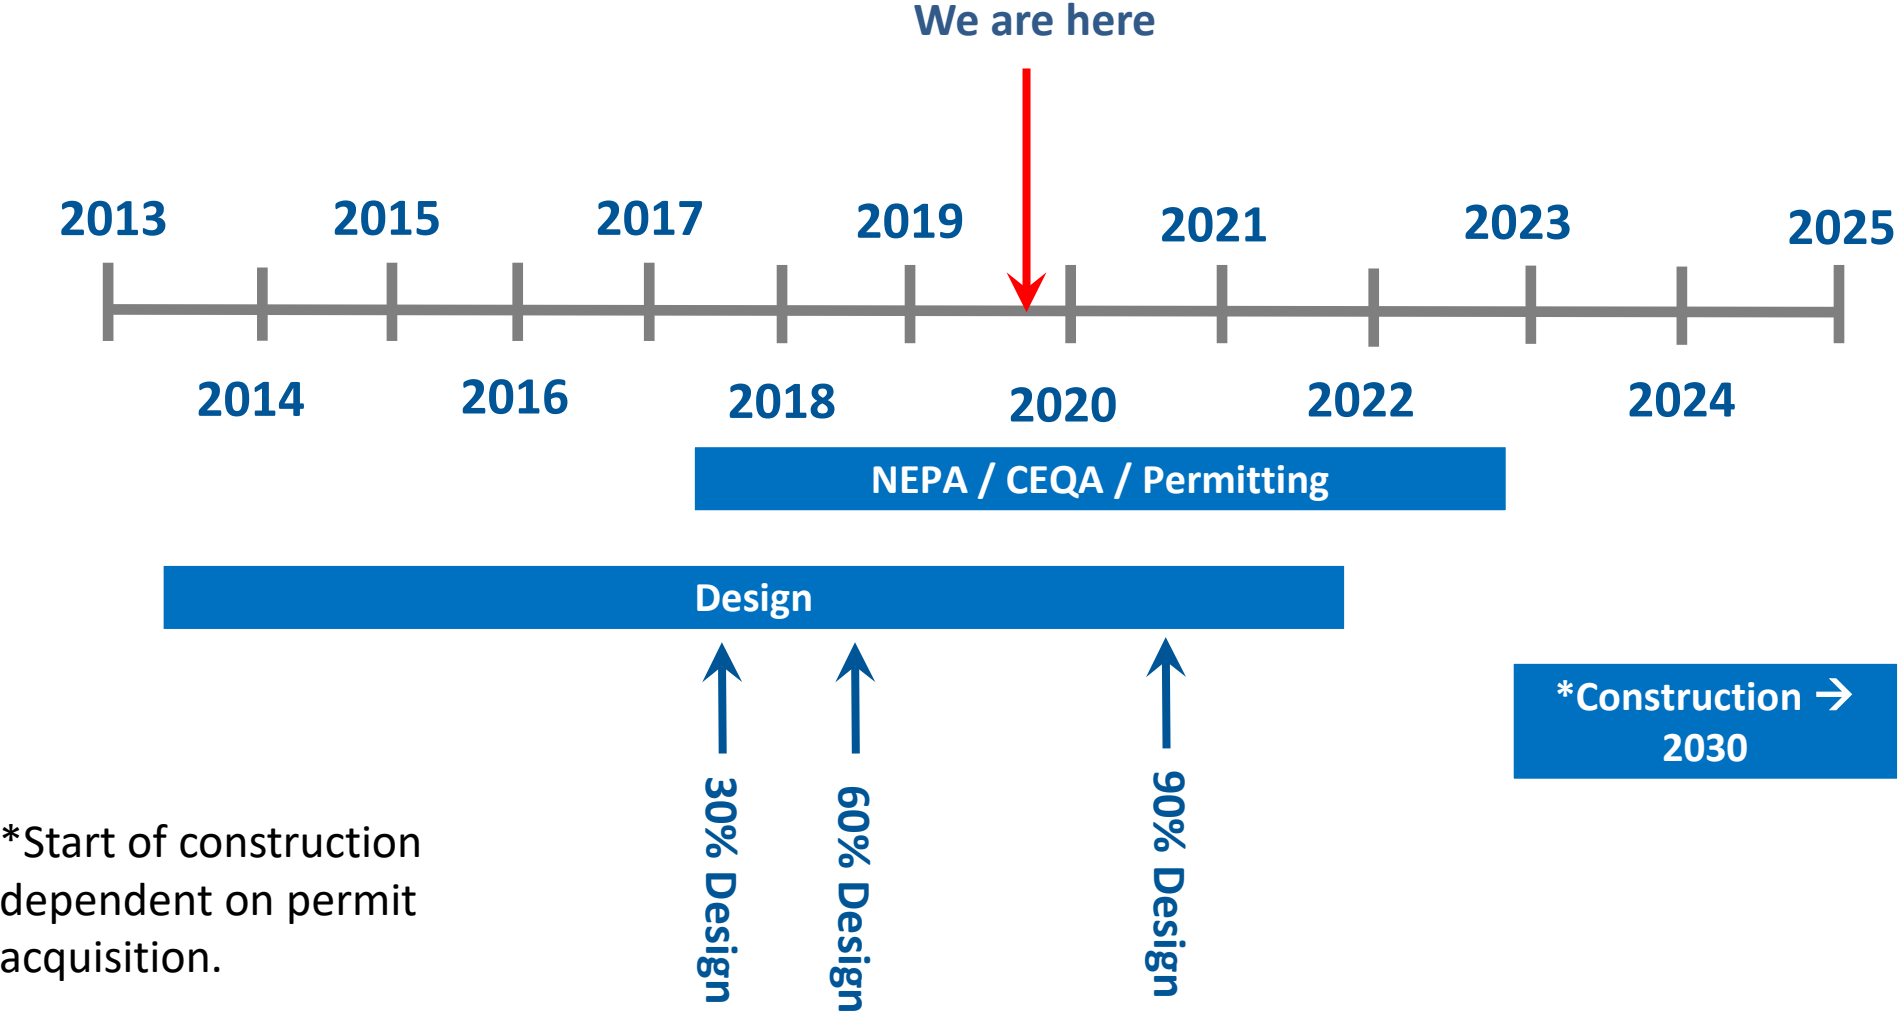 We are here
2013
2015
2017
2019
2021
2023
2025
2014
2016
2018
2020
2022
2024
NEPA / CEQA / Permitting
Design
*Construction →
2030
30% Design
60% Design
90% Design
*Start of construction
dependent on permit
acquisition.